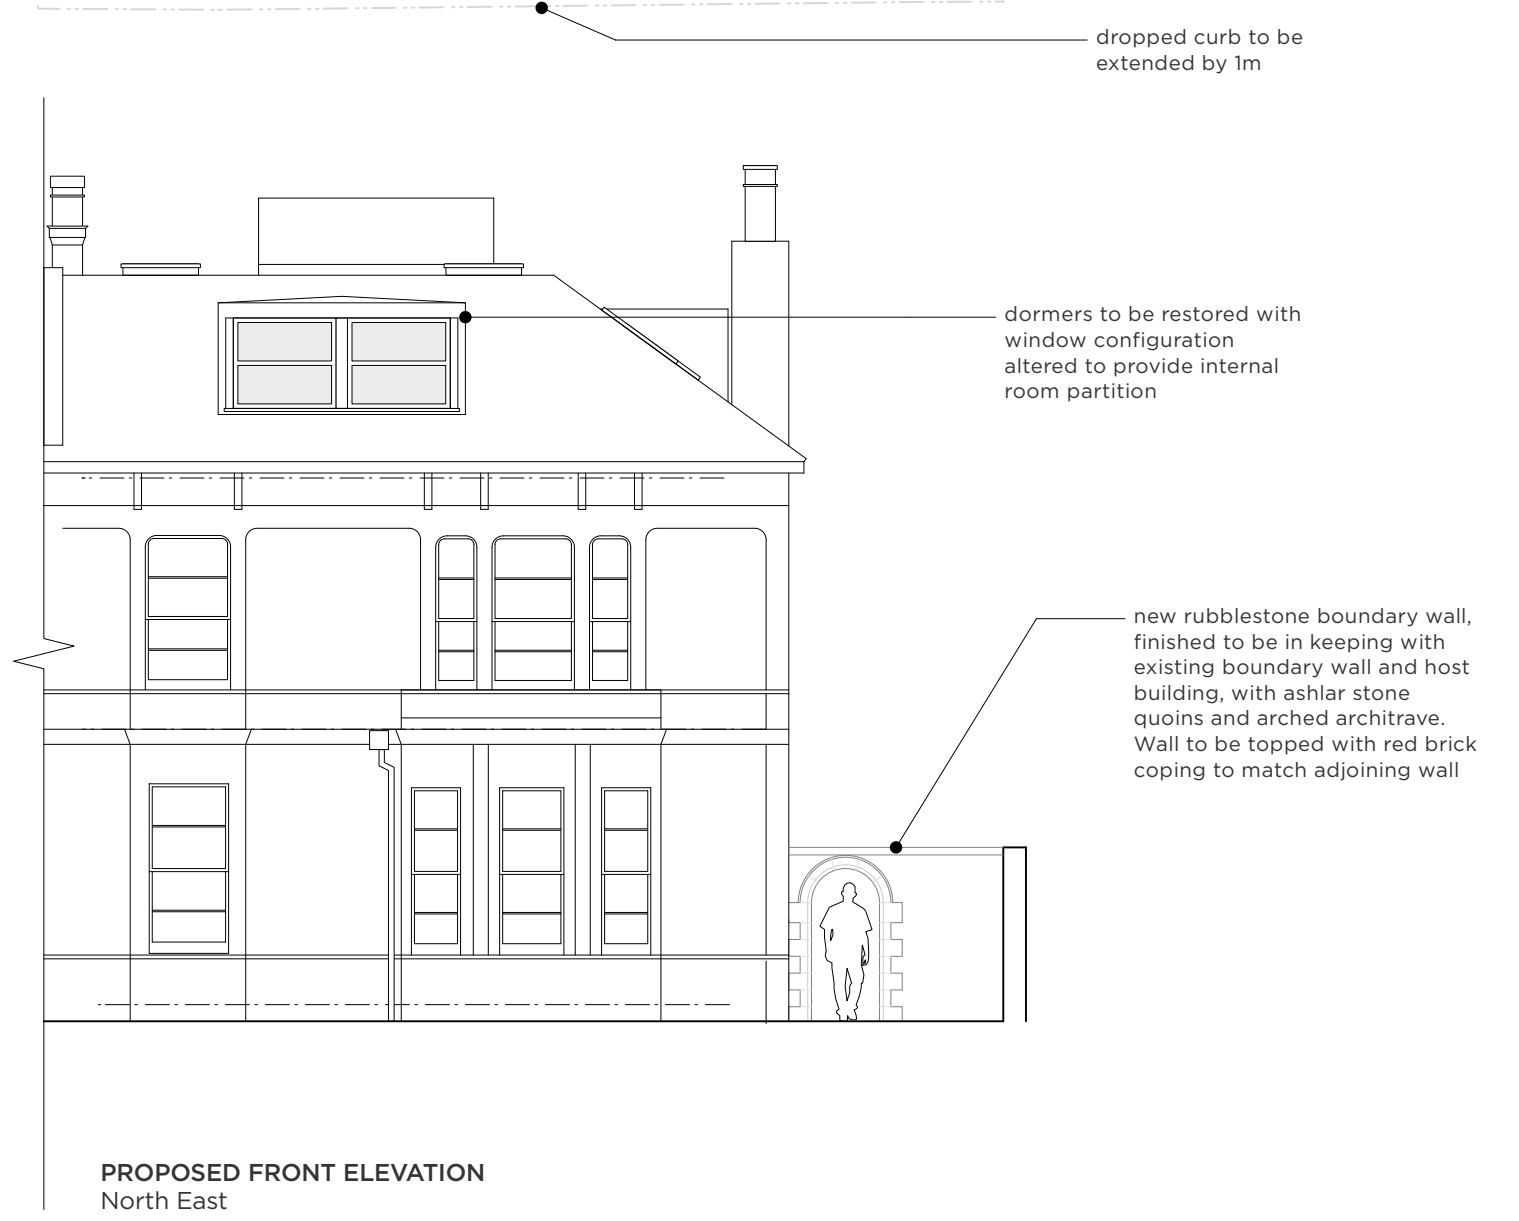 dropped curb to be
extended by 1m
dormers to be restored with
window configuration
altered to provide internal
room partition
new rubblestone boundary wall,
finished to be in keeping with
existing boundary wall and host
building, with ashlar stone
quoins and arched architrave.
Wall to be topped with red brick
coping to match adjoining wall
PROPOSED FRONT ELEVATION
North East